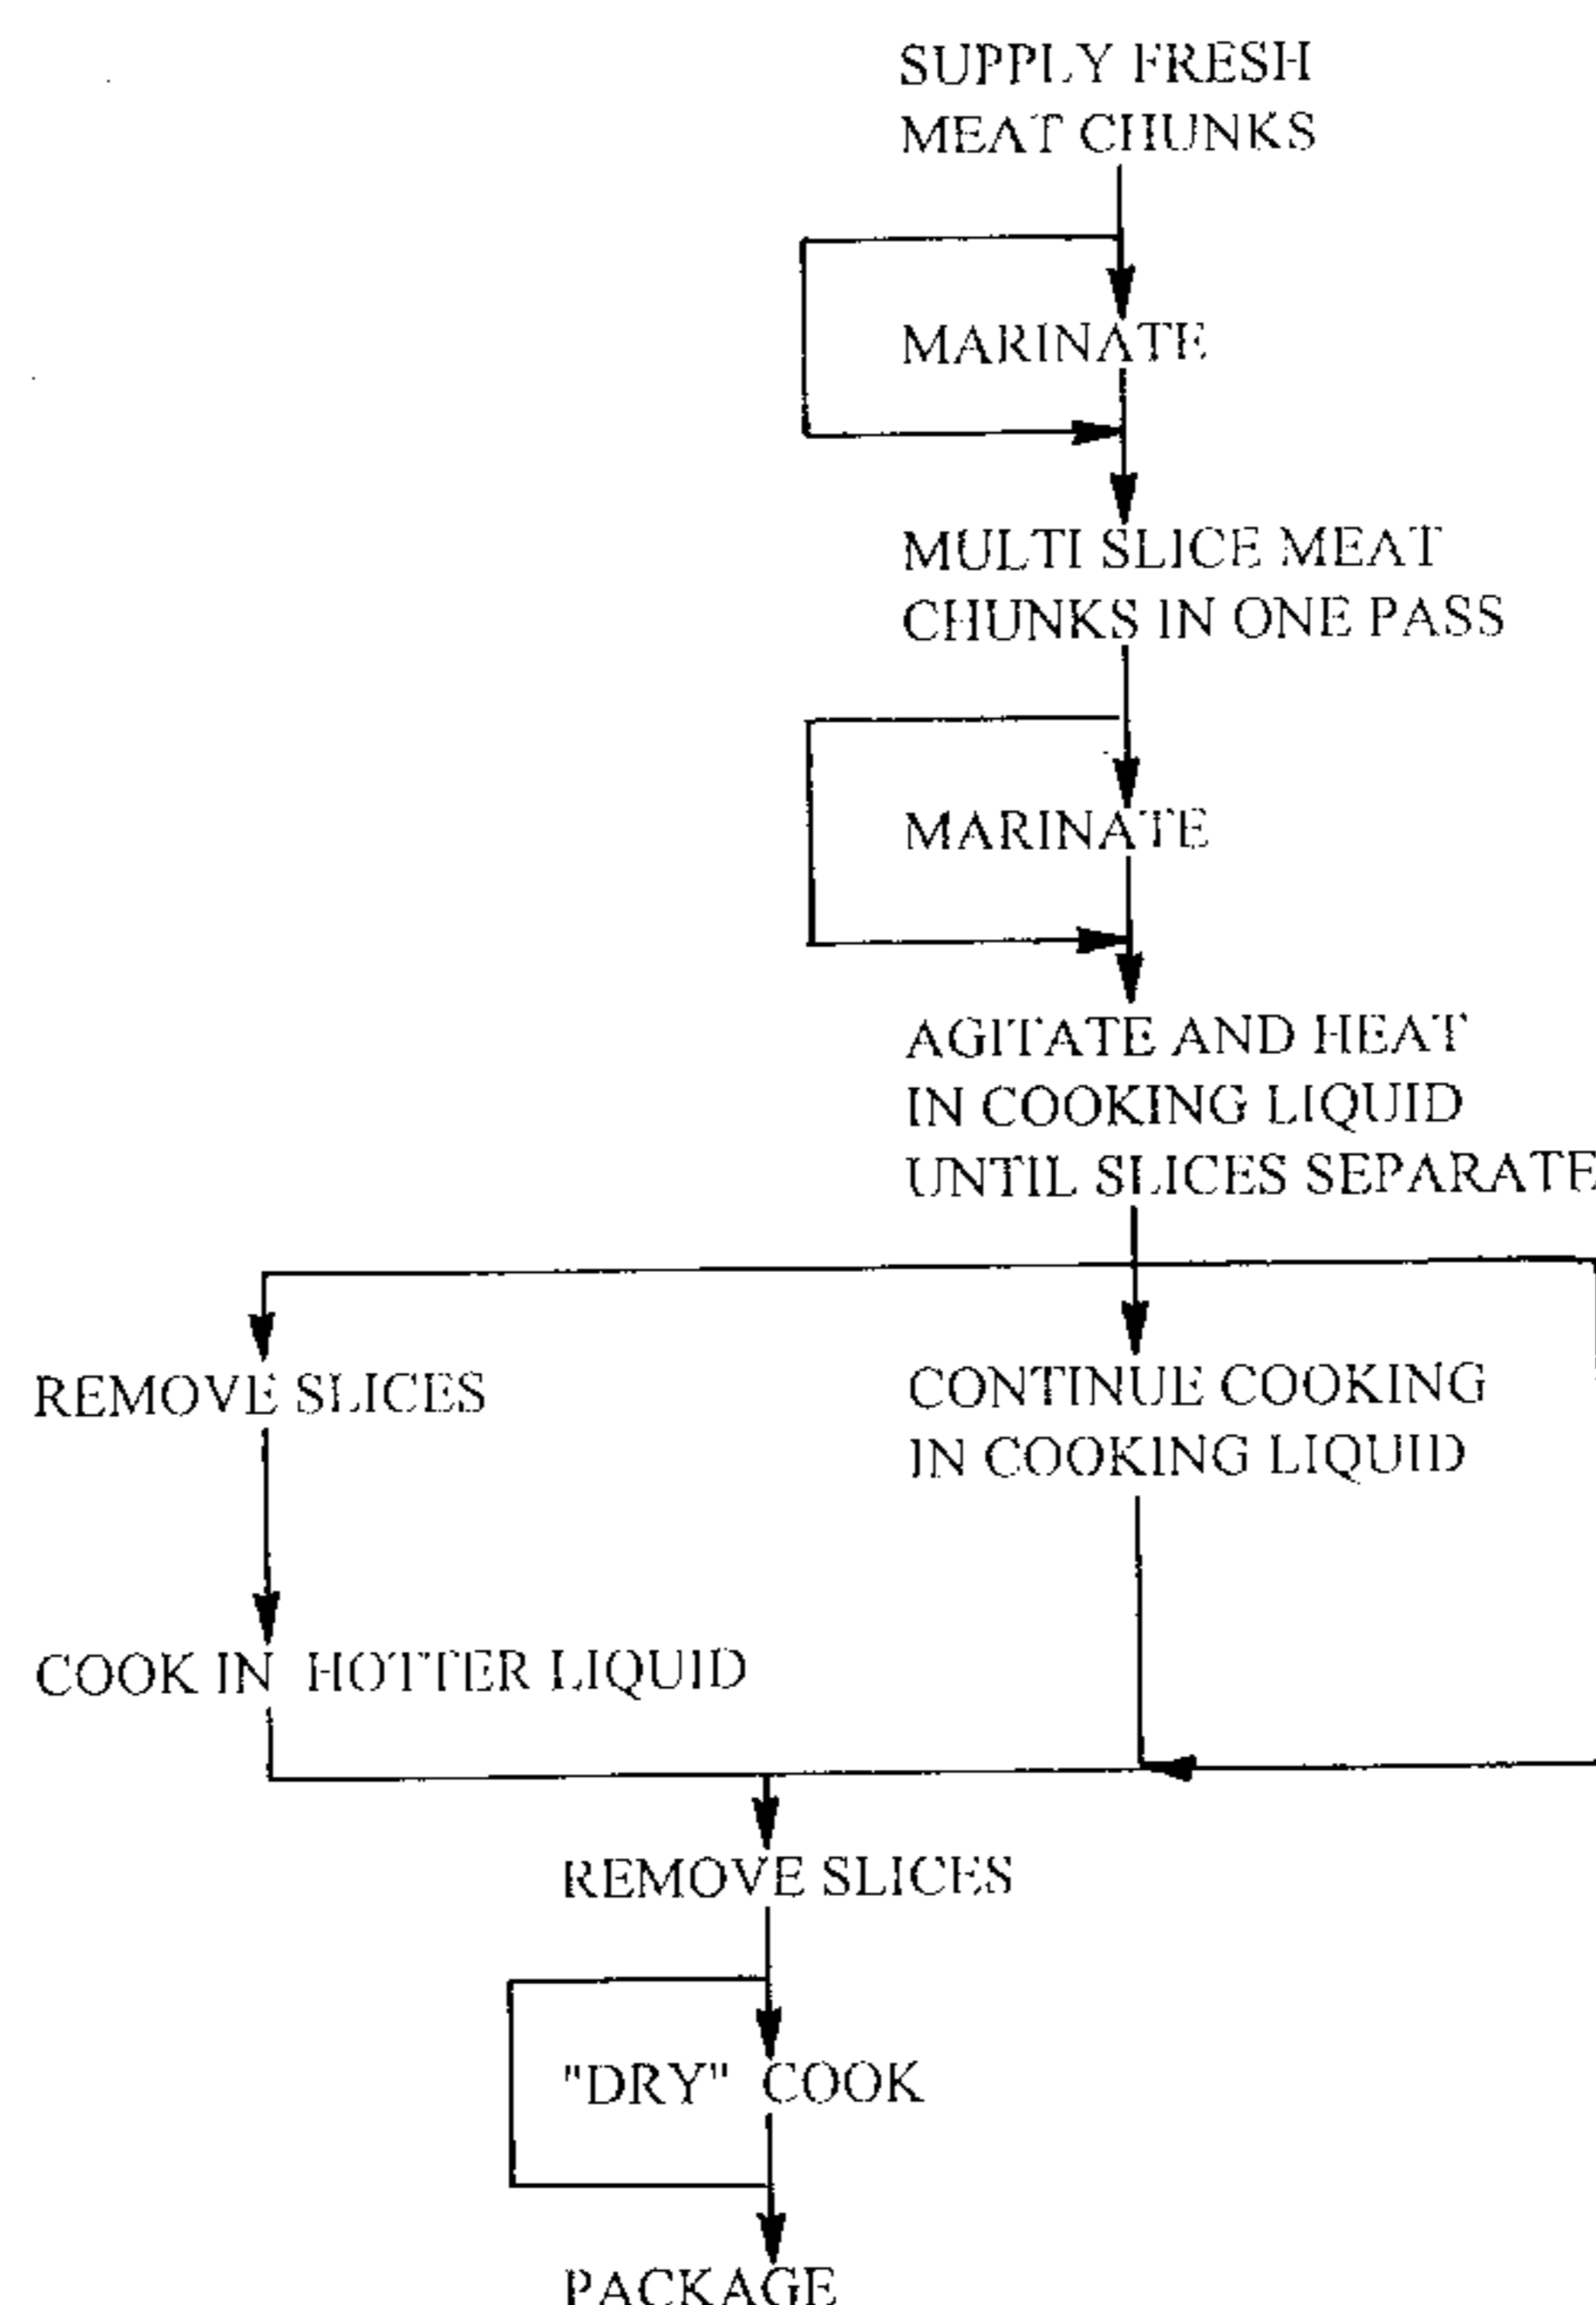 SUPPLY FRESH
MEAT CHUNKS
MARINATE
MULTI SLICE MEAT
CHUNKS IN ONE PASS
MARINATE
AGITATE AND HEAT
IN COOKING LIQUID
UNTIL SLICES SEPARATE
REMOVE SLICES
CONTINUE COOKING
IN COOKING LIQUID
COOK IN HOTTER LIQUID
REMOVE SLICES
"DRY" COOK
PACKAGE